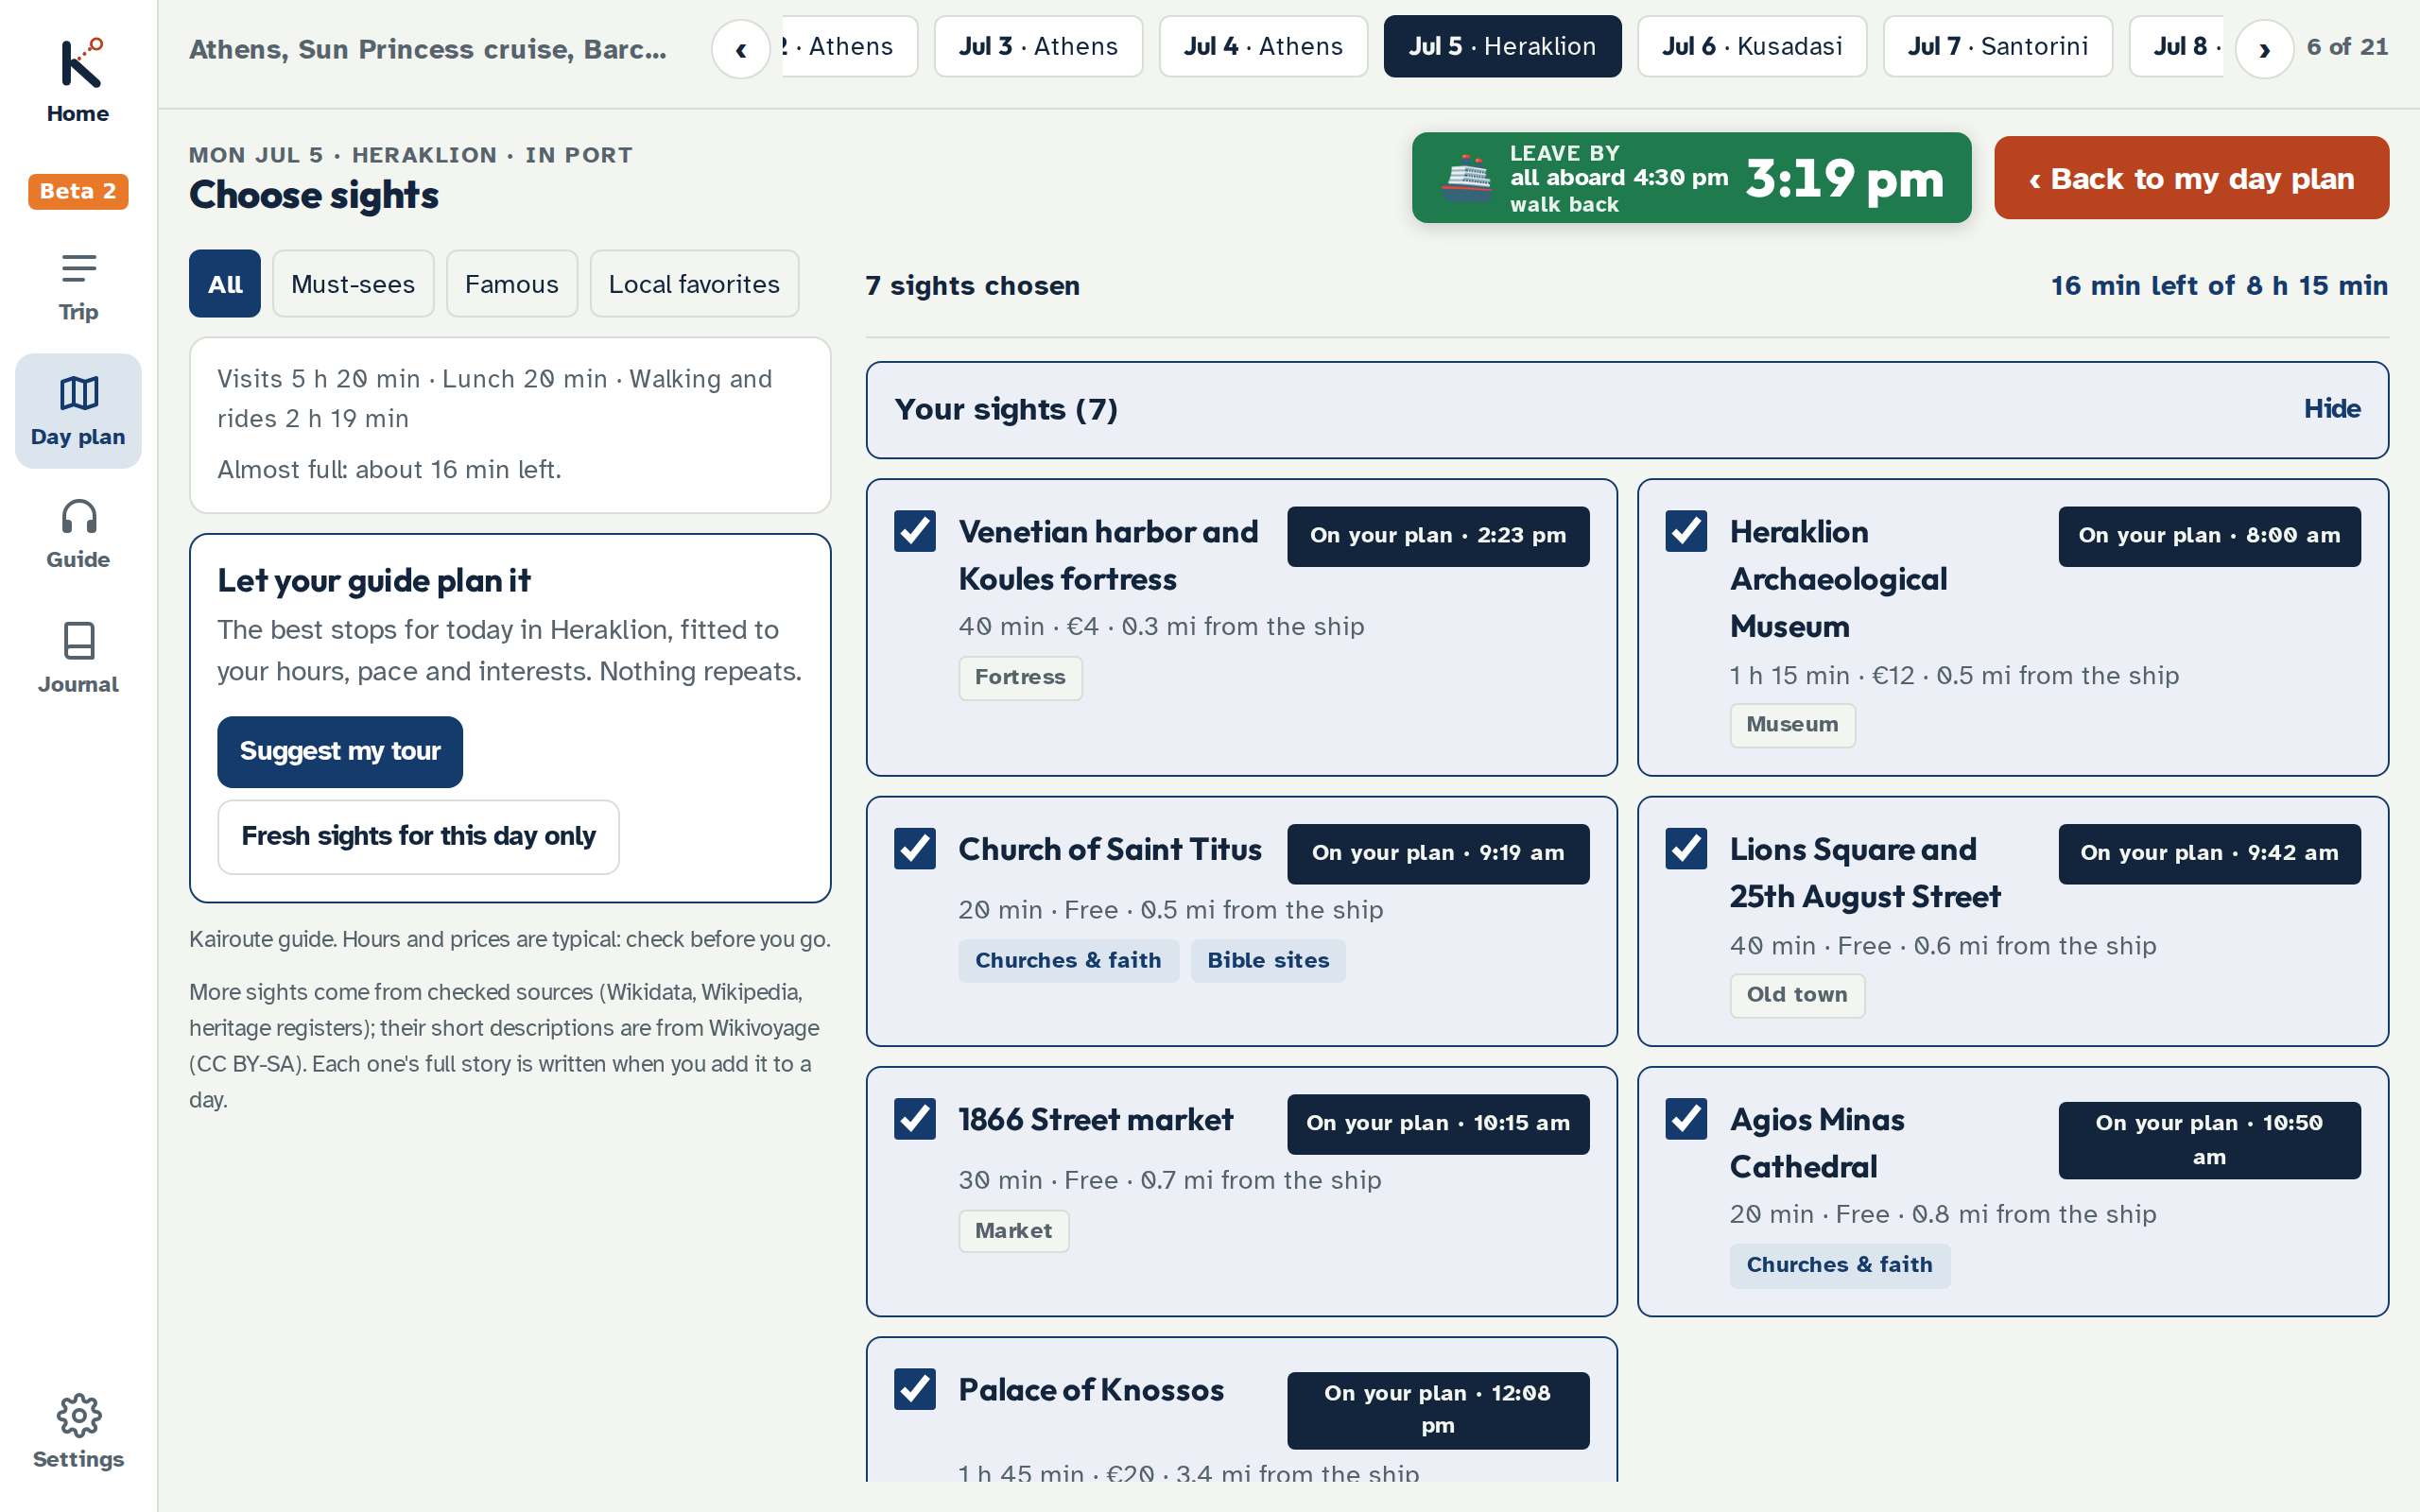 Home
Beta 2
Trip
Day plan
Guide
Journal
Settings
Athens, Sun Princess cruise, Barc...
‹
2 · Athens
Jul 3 · Athens
Jul 4 · Athens
Jul 5 · Heraklion
Jul 6 · Kusadasi
Jul 7 · Santorini
Jul 8 ·
›
6 of 21
MON JUL 5 · HERAKLION · IN PORT
Choose sights
LEAVE BY
all aboard 4:30 pm
walk back
3:19 pm
‹ Back to my day plan
All
Must-sees
Famous
Local favorites
Visits 5 h 20 min · Lunch 20 min · Walking and
rides 2 h 19 min
Almost full: about 16 min left.
Let your guide plan it
The best stops for today in Heraklion, fitted to
your hours, pace and interests. Nothing repeats.
Suggest my tour
Fresh sights for this day only
Kairoute guide. Hours and prices are typical: check before you go.
More sights come from checked sources (Wikidata, Wikipedia,
heritage registers); their short descriptions are from Wikivoyage
(CC BY-SA). Each one's full story is written when you add it to a
day.
7 sights chosen
16 min left of 8 h 15 min
Your sights (7)
Hide
Venetian harbor and
Koules fortress
On your plan · 2:23 pm
40 min · €4 · 0.3 mi from the ship
Fortress
Heraklion
Archaeological
Museum
On your plan · 8:00 am
1 h 15 min · €12 · 0.5 mi from the ship
Museum
Church of Saint Titus
On your plan · 9:19 am
20 min · Free · 0.5 mi from the ship
Churches & faith
Bible sites
Lions Square and
25th August Street
On your plan · 9:42 am
40 min · Free · 0.6 mi from the ship
Old town
1866 Street market
On your plan · 10:15 am
30 min · Free · 0.7 mi from the ship
Market
Agios Minas
Cathedral
On your plan · 10:50
am
20 min · Free · 0.8 mi from the ship
Churches & faith
Palace of Knossos
On your plan · 12:08
pm
1 h 45 min · €20 · 3.4 mi from the ship